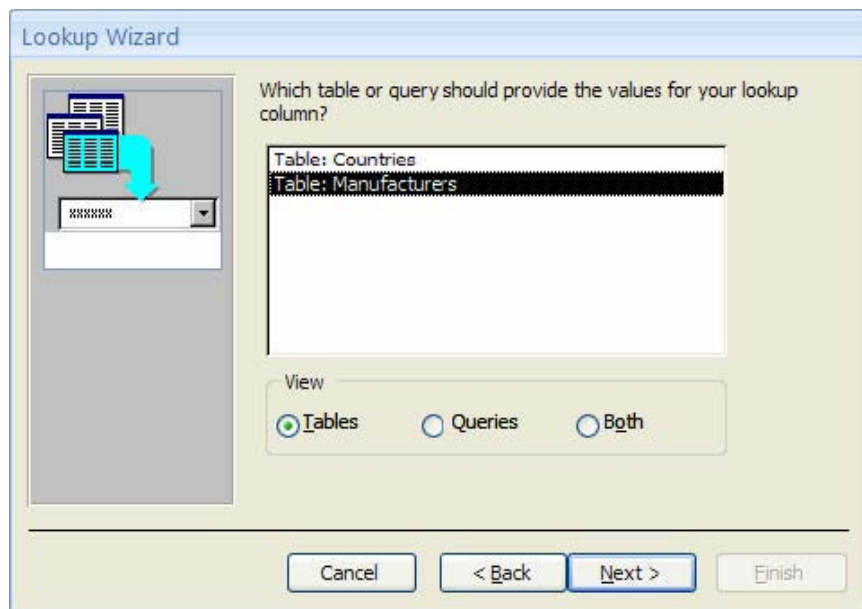 Lookup Wizard
Which table or query should provide the values for your lookup
column?
Table: Countries
Table: Manufacturers
xxxxxx
View
Tables Queries Both
Cancel < Back Next > Finish